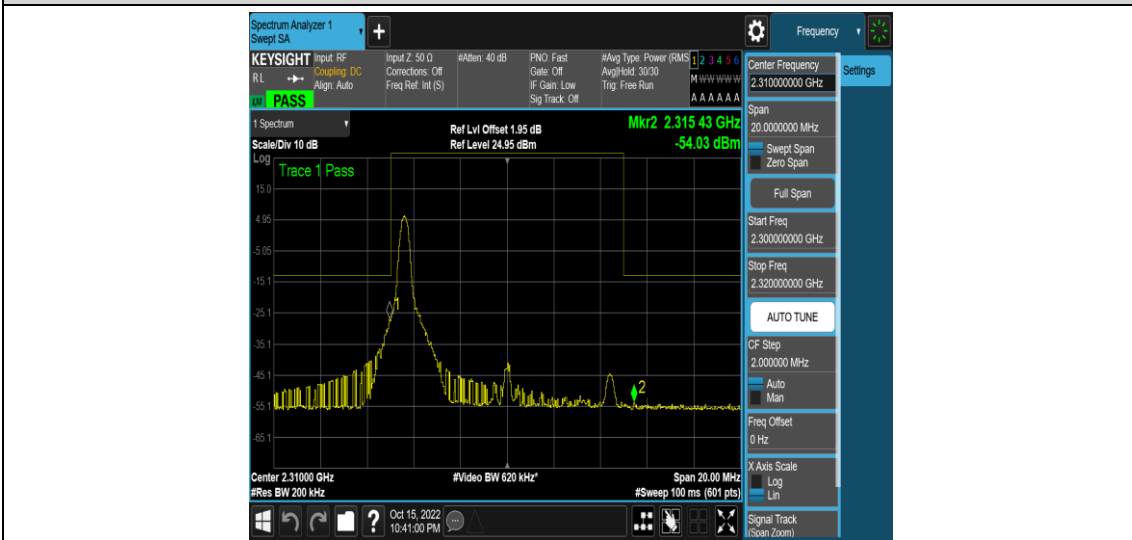 Spectrum Analyzer 1
Swept SA
+
Frequency
KEYSIGHT
RL
LXI PASS
Input: RF
Coupling: DC
Align: Auto
Input Z: 50 Ω
Corrections: Off
Freq Ref: Int (S)
#Atten: 40 dB
PNO: Fast
Gate: Off
IF Gain: Low
Sig Track: Off
#Avg Type: Power (RMS
Avg|Hold: 30/30
Trig: Free Run
1 2 3 4 5 6
M W W W W W
A A A A A A
Center Frequency
2.310000000 GHz
Settings
1 Spectrum
Scale/Div 10 dB
Ref Lvl Offset 1.95 dB
Ref Level 24.95 dBm
Mkr2 2.315 43 GHz
-54.03 dBm
Log
Trace 1 Pass
15.0
4.95
-5.05
-15.1
-25.1
-35.1
-45.1
-55.1
-65.1
1
2
Center 2.31000 GHz
#Res BW 200 kHz
#Video BW 620 kHz*
Span 20.00 MHz
#Sweep 100 ms (601 pts)
Span
20.0000000 MHz
Swept Span
Zero Span
Full Span
Start Freq
2.300000000 GHz
Stop Freq
2.320000000 GHz
AUTO TUNE
CF Step
2.000000 MHz
Auto
Man
Freq Offset
0 Hz
X Axis Scale
Log
Lin
Signal Track
(Span Zoom)
?
Oct 15, 2022
10:41:00 PM